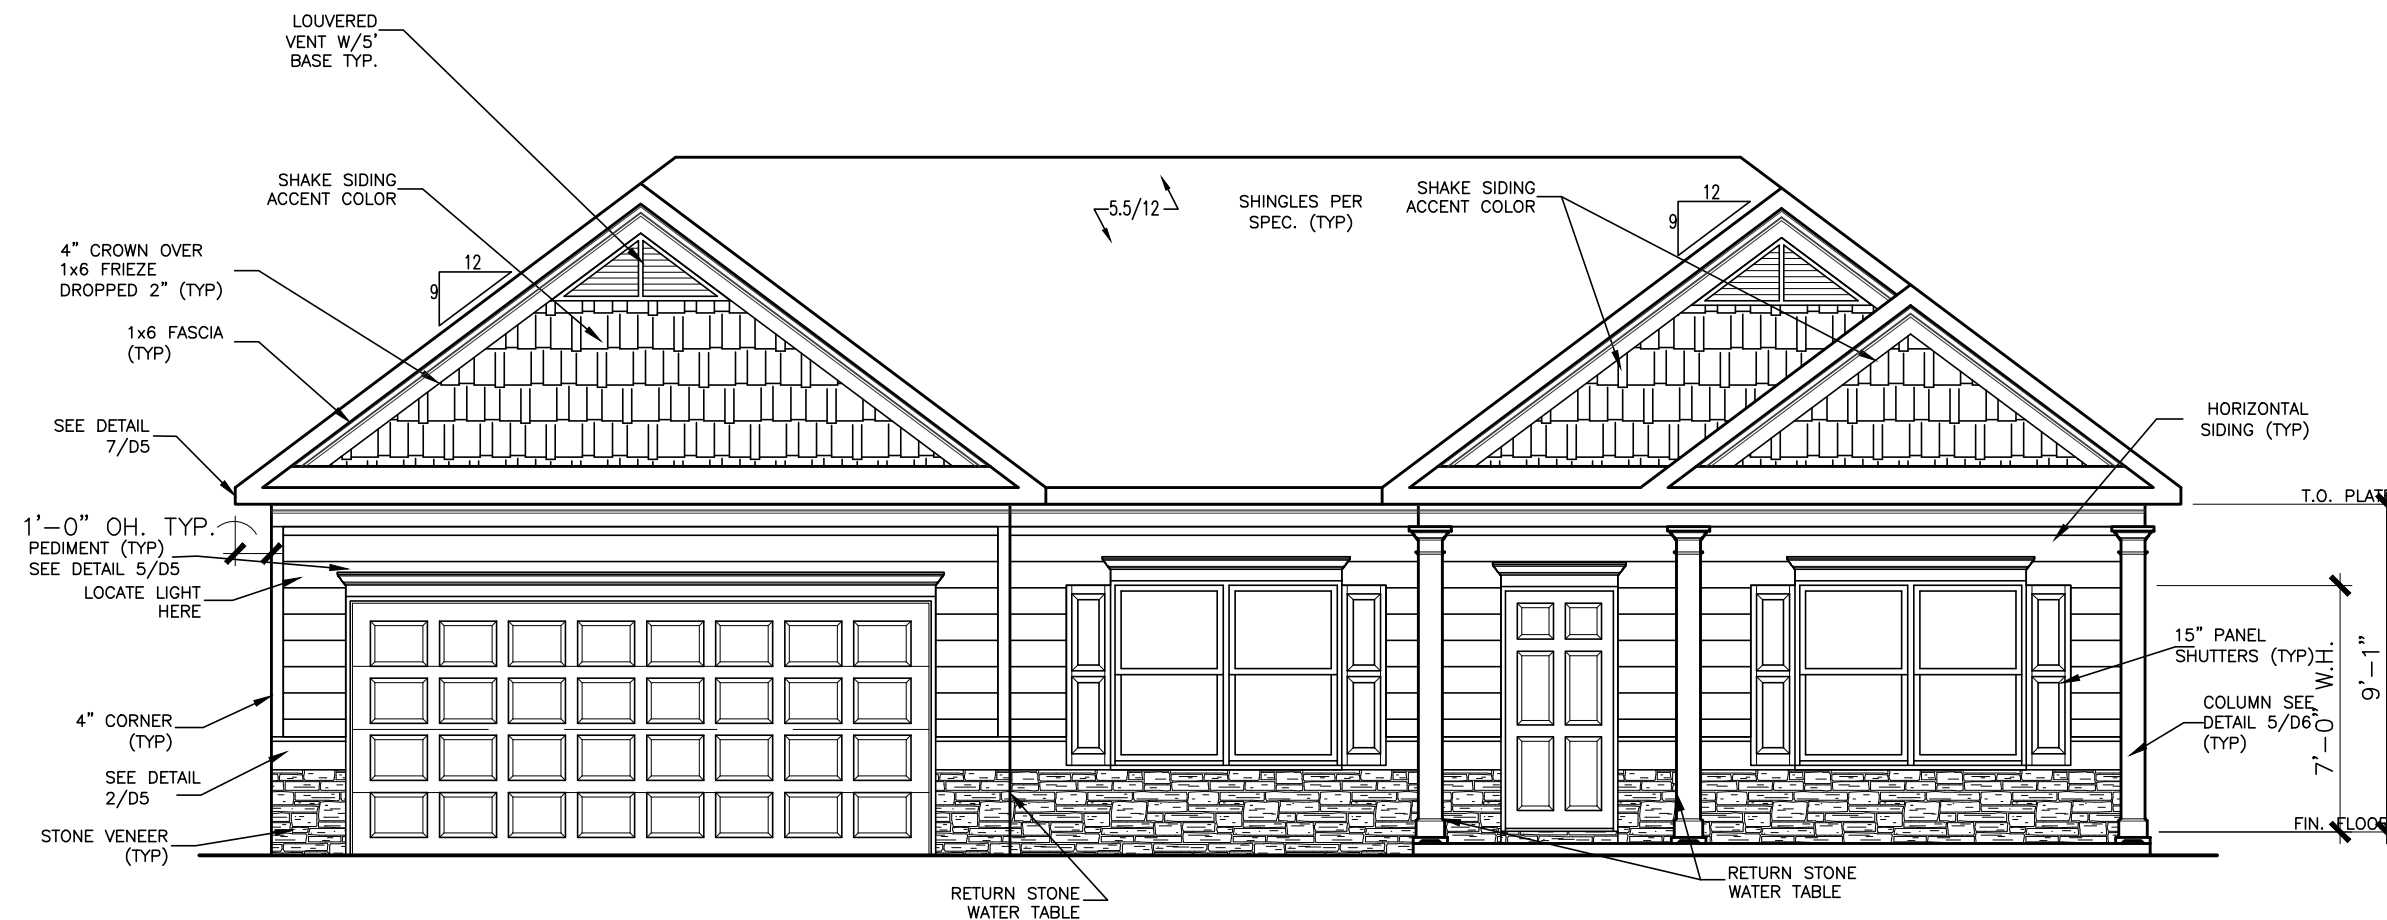 LOUVERED
VENT W/5'
BASE TYP.
SHAKE SIDING
ACCENT COLOR
4" CROWN OVER
1x6 FRIEZE
DROPPED 2" (TYP)
12
9
1x6 FASCIA
(TYP)
SEE DETAIL
7/D5
5.5/12
SHINGLES PER
SPEC. (TYP)
SHAKE SIDING
ACCENT COLOR
12
9
HORIZONTAL
SIDING (TYP)
T.O. PLATE
1'-0" OH. TYP.
PEDIMENT (TYP)
SEE DETAIL 5/D5
LOCATE LIGHT
HERE
4" CORNER
(TYP)
SEE DETAIL
2/D5
STONE VENEER
(TYP)
15" PANEL
SHUTTERS (TYP)
COLUMN SEE
DETAIL 5/D6
(TYP)
7'-0" W.H.
9'-1"
FIN. FLOOR
RETURN STONE
WATER TABLE
RETURN STONE
WATER TABLE